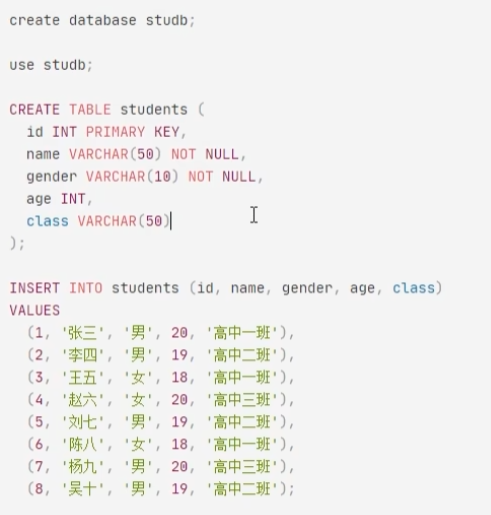 create database studb;
use studb;
CREATE TABLE students (
id INT PRIMARY KEY,
name VARCHAR(50) NOT NULL,
gender VARCHAR(10) NOT NULL,
age INT,
class VARCHAR(50)
);
INSERT INTO students (id, name, gender, age, class)
VALUES
(1, '张三', '男', 20, '高中一班'),
(2, '李四', '男', 19, '高中二班'),
(3, '王五', '女', 18, '高中一班'),
(4, '赵六', '女', 20, '高中三班'),
(5, '刘七', '男', 19, '高中二班'),
(6, '陈八', '女', 18, '高中一班'),
(7, '杨九', '男', 20, '高中三班'),
(8, '吴十', '男', 19, '高中二班');